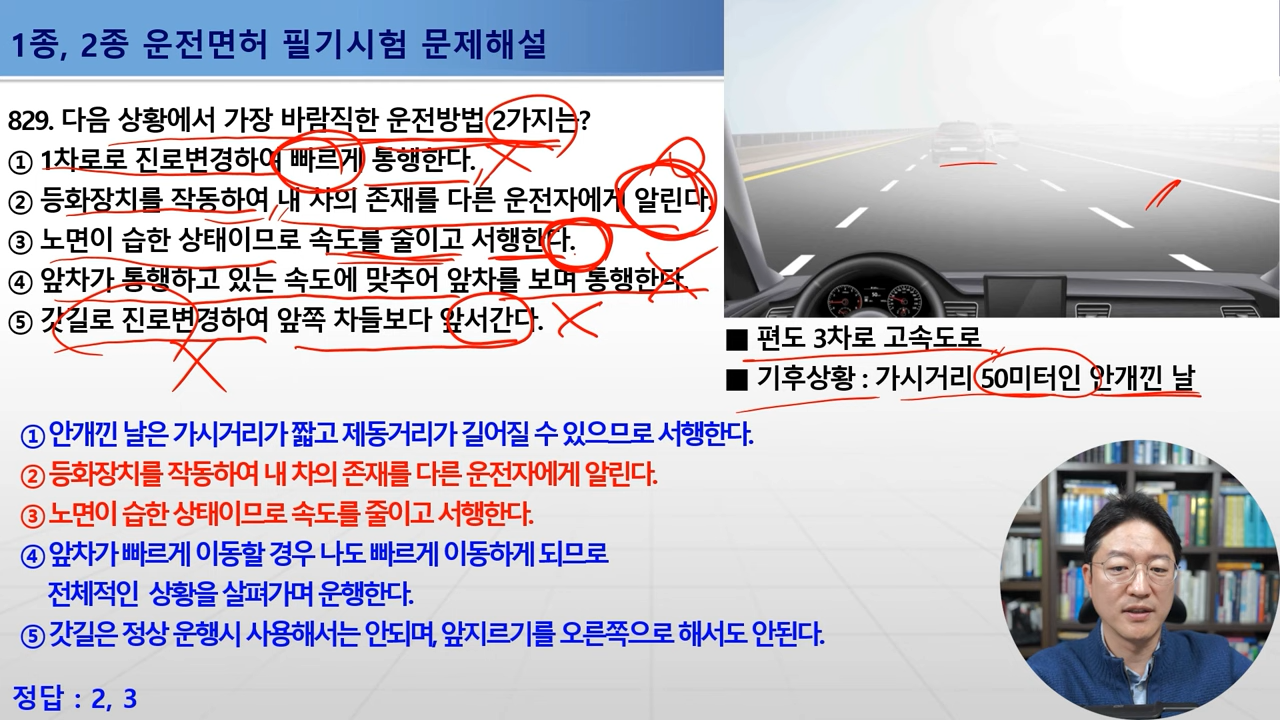 1종, 2종 운전면허 필기시험 문제해설
829. 다음 상황에서 가장 바람직한 운전방법 2가지는?
① 1차로로 진로변경하여 빠르게 통행한다.
② 등화장치를 작동하여 내 차의 존재를 다른 운전자에게 알린다.
③ 노면이 습한 상태이므로 속도를 줄이고 서행한다.
④ 앞차가 통행하고 있는 속도에 맞추어 앞차를 보며 통행한다.
⑤ 갓길로 진로변경하여 앞쪽 차들보다 앞서간다.
■ 편도 3차로 고속도로
■ 기후상황 : 가시거리 50미터인 안개낀 날
① 안개낀 날은 가시거리가 짧고 제동거리가 길어질 수 있으므로 서행한다.
② 등화장치를 작동하여 내 차의 존재를 다른 운전자에게 알린다.
③ 노면이 습한 상태이므로 속도를 줄이고 서행한다.
④ 앞차가 빠르게 이동할 경우 나도 빠르게 이동하게 되므로
전체적인 상황을 살펴가며 운행한다.
⑤ 갓길은 정상 운행시 사용해서는 안되며, 앞지르기를 오른쪽으로 해서도 안된다.
정답 : 2, 3